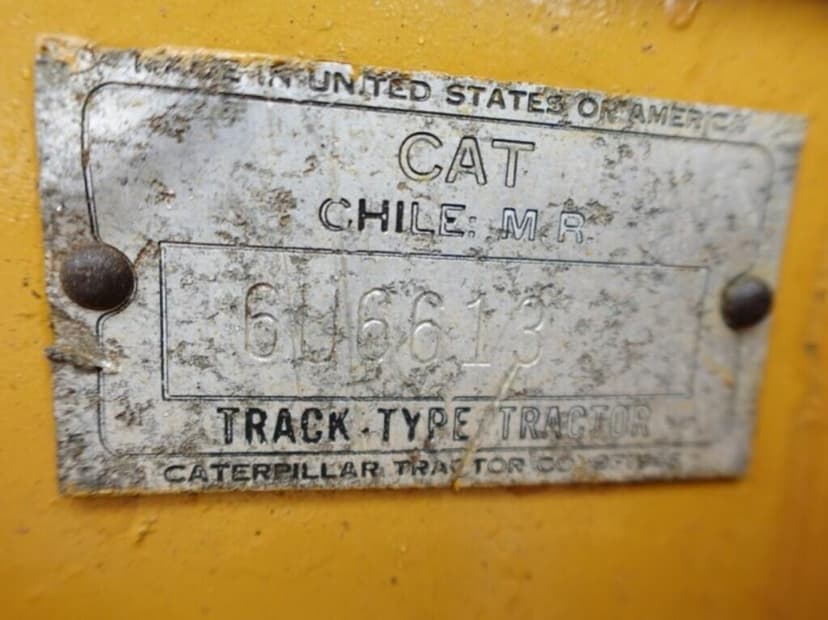 MADE IN UNITED STATES OF AMERICA
CAT
CHILE: M.R.
6U6613
TRACK-TYPE TRACTOR
CATERPILLAR TRACTOR CO.